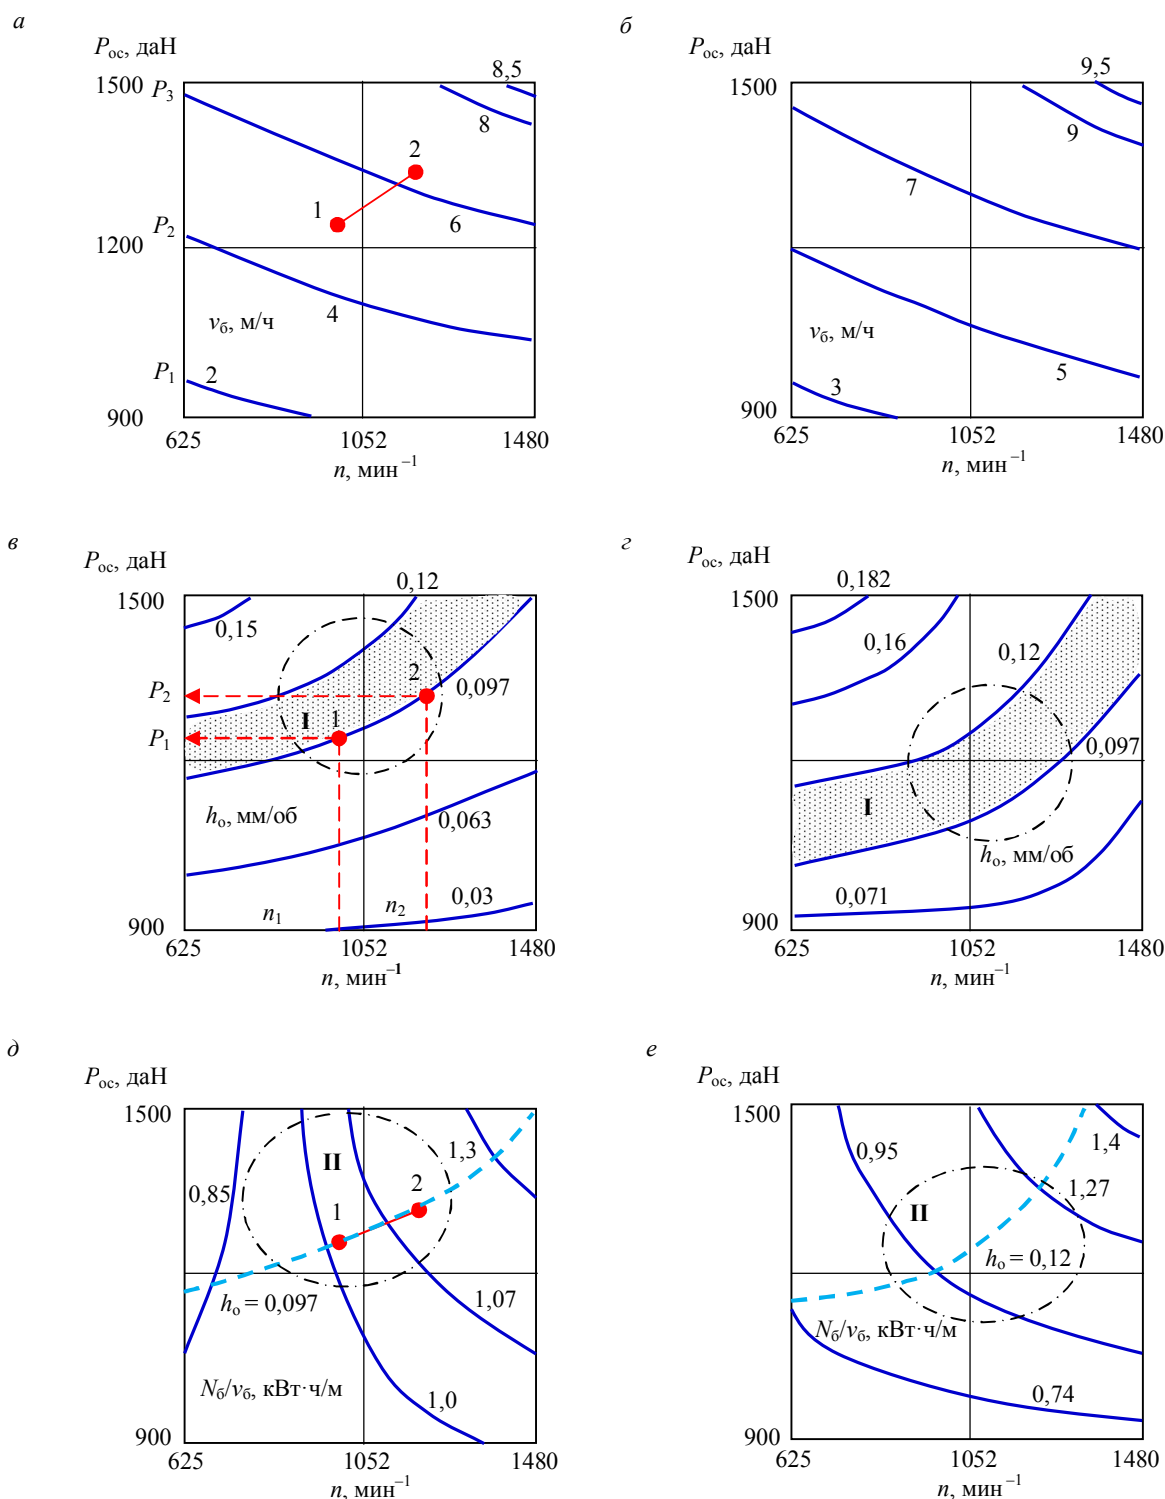 а
P_ос, даН
1500
P_3
8,5
8
2
1
6
P_2
1200
4
v_б, м/ч
P_1
2
900
625
1052
1480
n, мин^–1
б
P_ос, даН
1500
9,5
9
7
v_б, м/ч
5
3
900
625
1052
1480
n, мин^–1
в
P_ос, даН
1500
0,12
0,15
2
0,097
P_2
I
1
P_1
h_о, мм/об
0,063
0,03
n_1
n_2
900
625
1052
1480
n, мин^–1
г
P_ос, даН
1500
0,182
0,16
0,12
0,097
I
h_о, мм/об
0,071
900
625
1052
1480
n, мин^–1
д
P_ос, даН
1500
II
1,3
0,85
2
1
h_о = 0,097
1,07
N_б/v_б, кВт·ч/м
1,0
900
625
1052
1480
n, мин^–1
е
P_ос, даН
1500
0,95
1,4
1,27
II
h_о = 0,12
N_б/v_б, кВт·ч/м
0,74
900
625
1052
1480
n, мин^–1